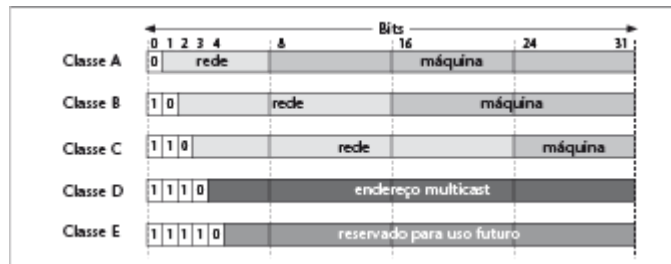 Bits
0 1 2 3 4 8 16 24 31
Classe A 0 rede máquina
Classe B 1 0 rede máquina
Classe C 1 1 0 rede máquina
Classe D 1 1 1 0 endereço multicast
Classe E 1 1 1 1 0 reservado para uso futuro